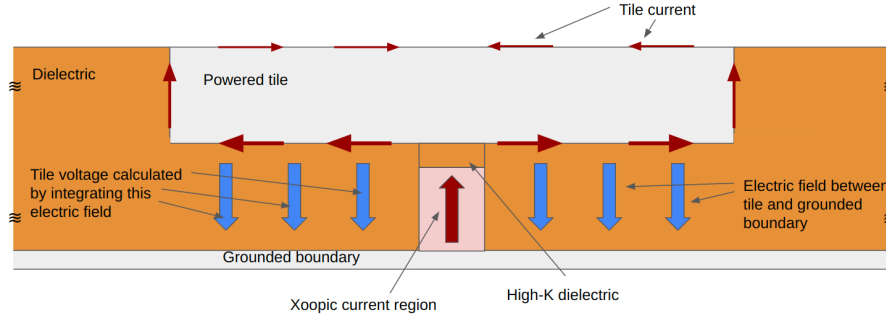 Tile current
Dielectric
Powered tile
Tile voltage calculated
by integrating this
electric field
Electric field between
tile and grounded
boundary
Grounded boundary
High-K dielectric
Xoopic current region